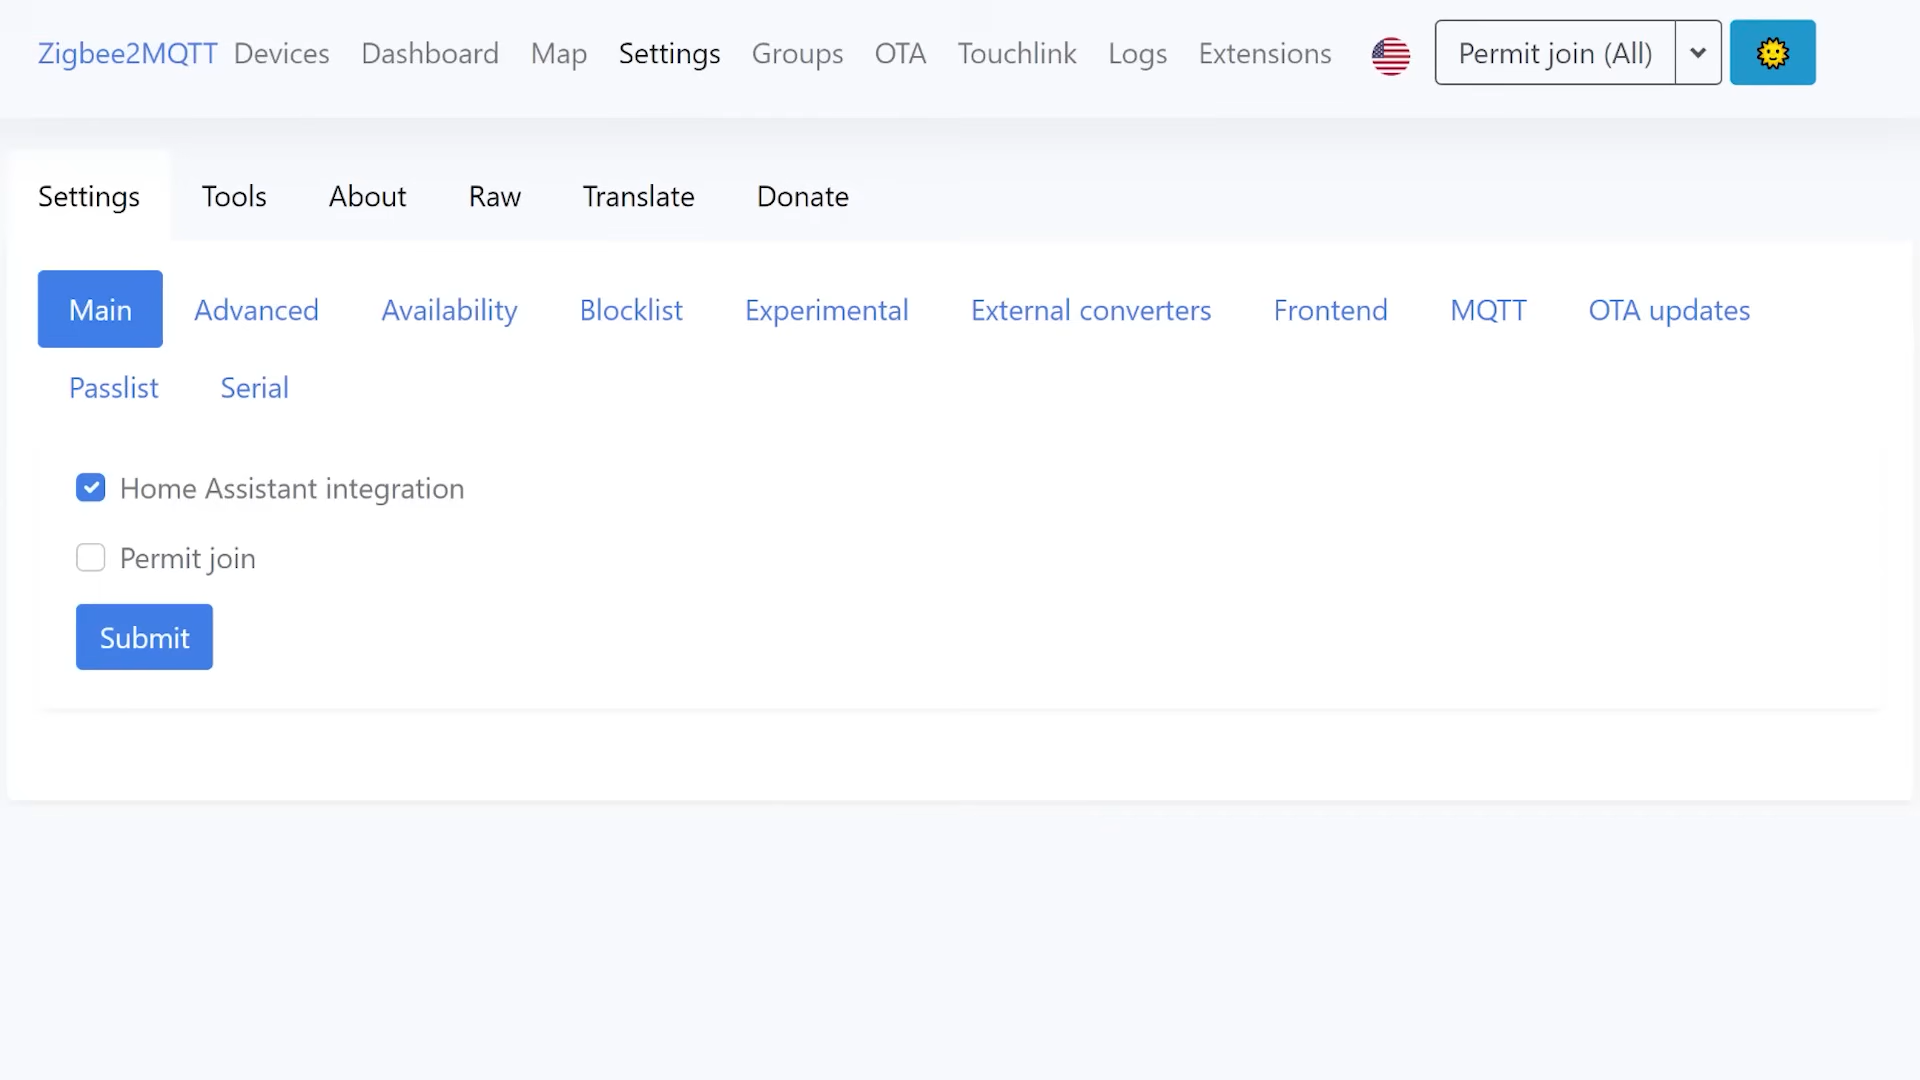 Zigbee2MQTT Devices Dashboard Map Settings Groups OTA Touchlink Logs Extensions Permit join (All)
Settings Tools About Raw Translate Donate
Main Advanced Availability Blocklist Experimental External converters Frontend MQTT OTA updates
Passlist Serial
Home Assistant integration
Permit join
Submit